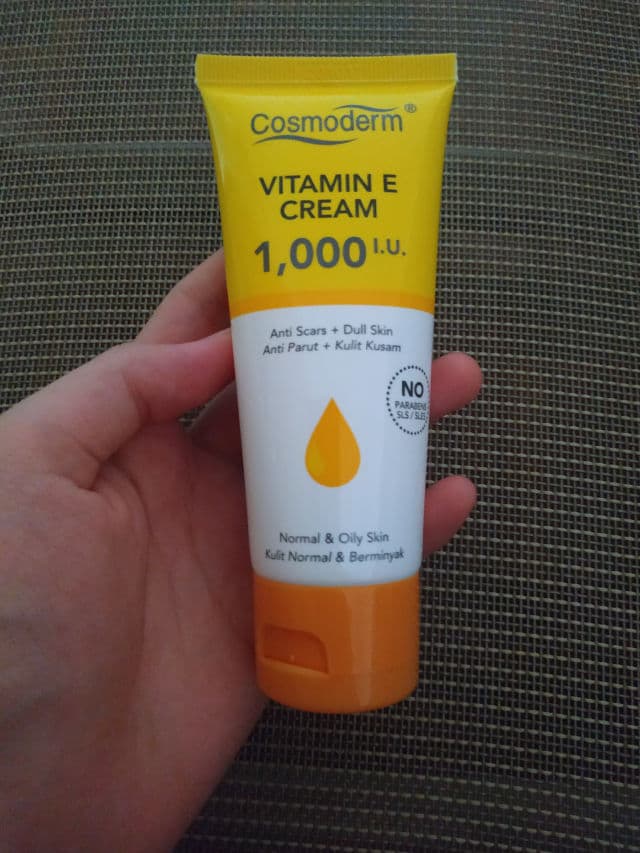 Cosmoderm®
VITAMIN E
CREAM
1,000 I.U.
Anti Scars + Dull Skin
Anti Parut + Kulit Kusam
NO
PARABENS
SLS / SLES
Normal & Oily Skin
Kulit Normal & Berminyak